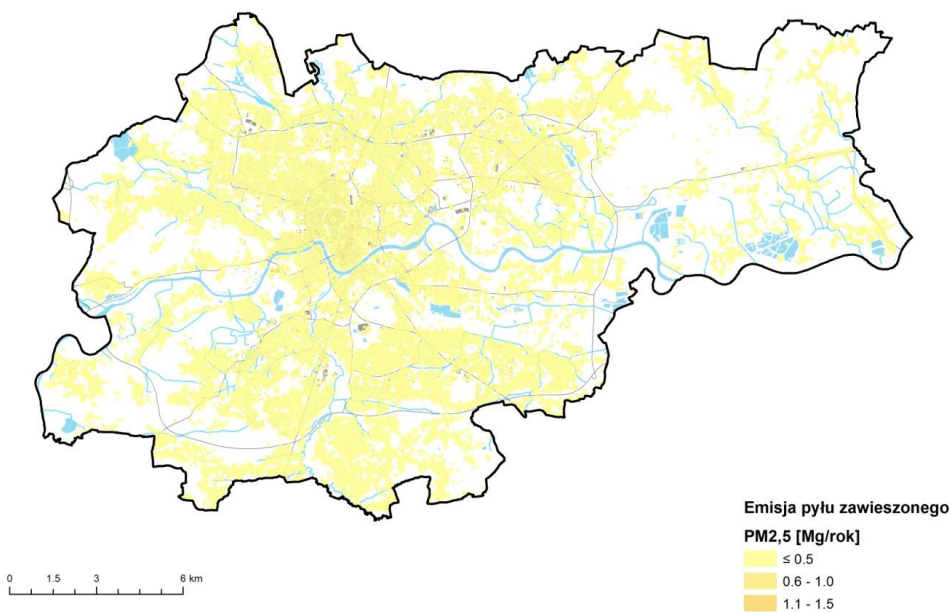 Emisja pyłu zawieszonego
PM2,5 [Mg/rok]
≤ 0.5
0.6 - 1.0
1.1 - 1.5
0 1.5 3 6 km